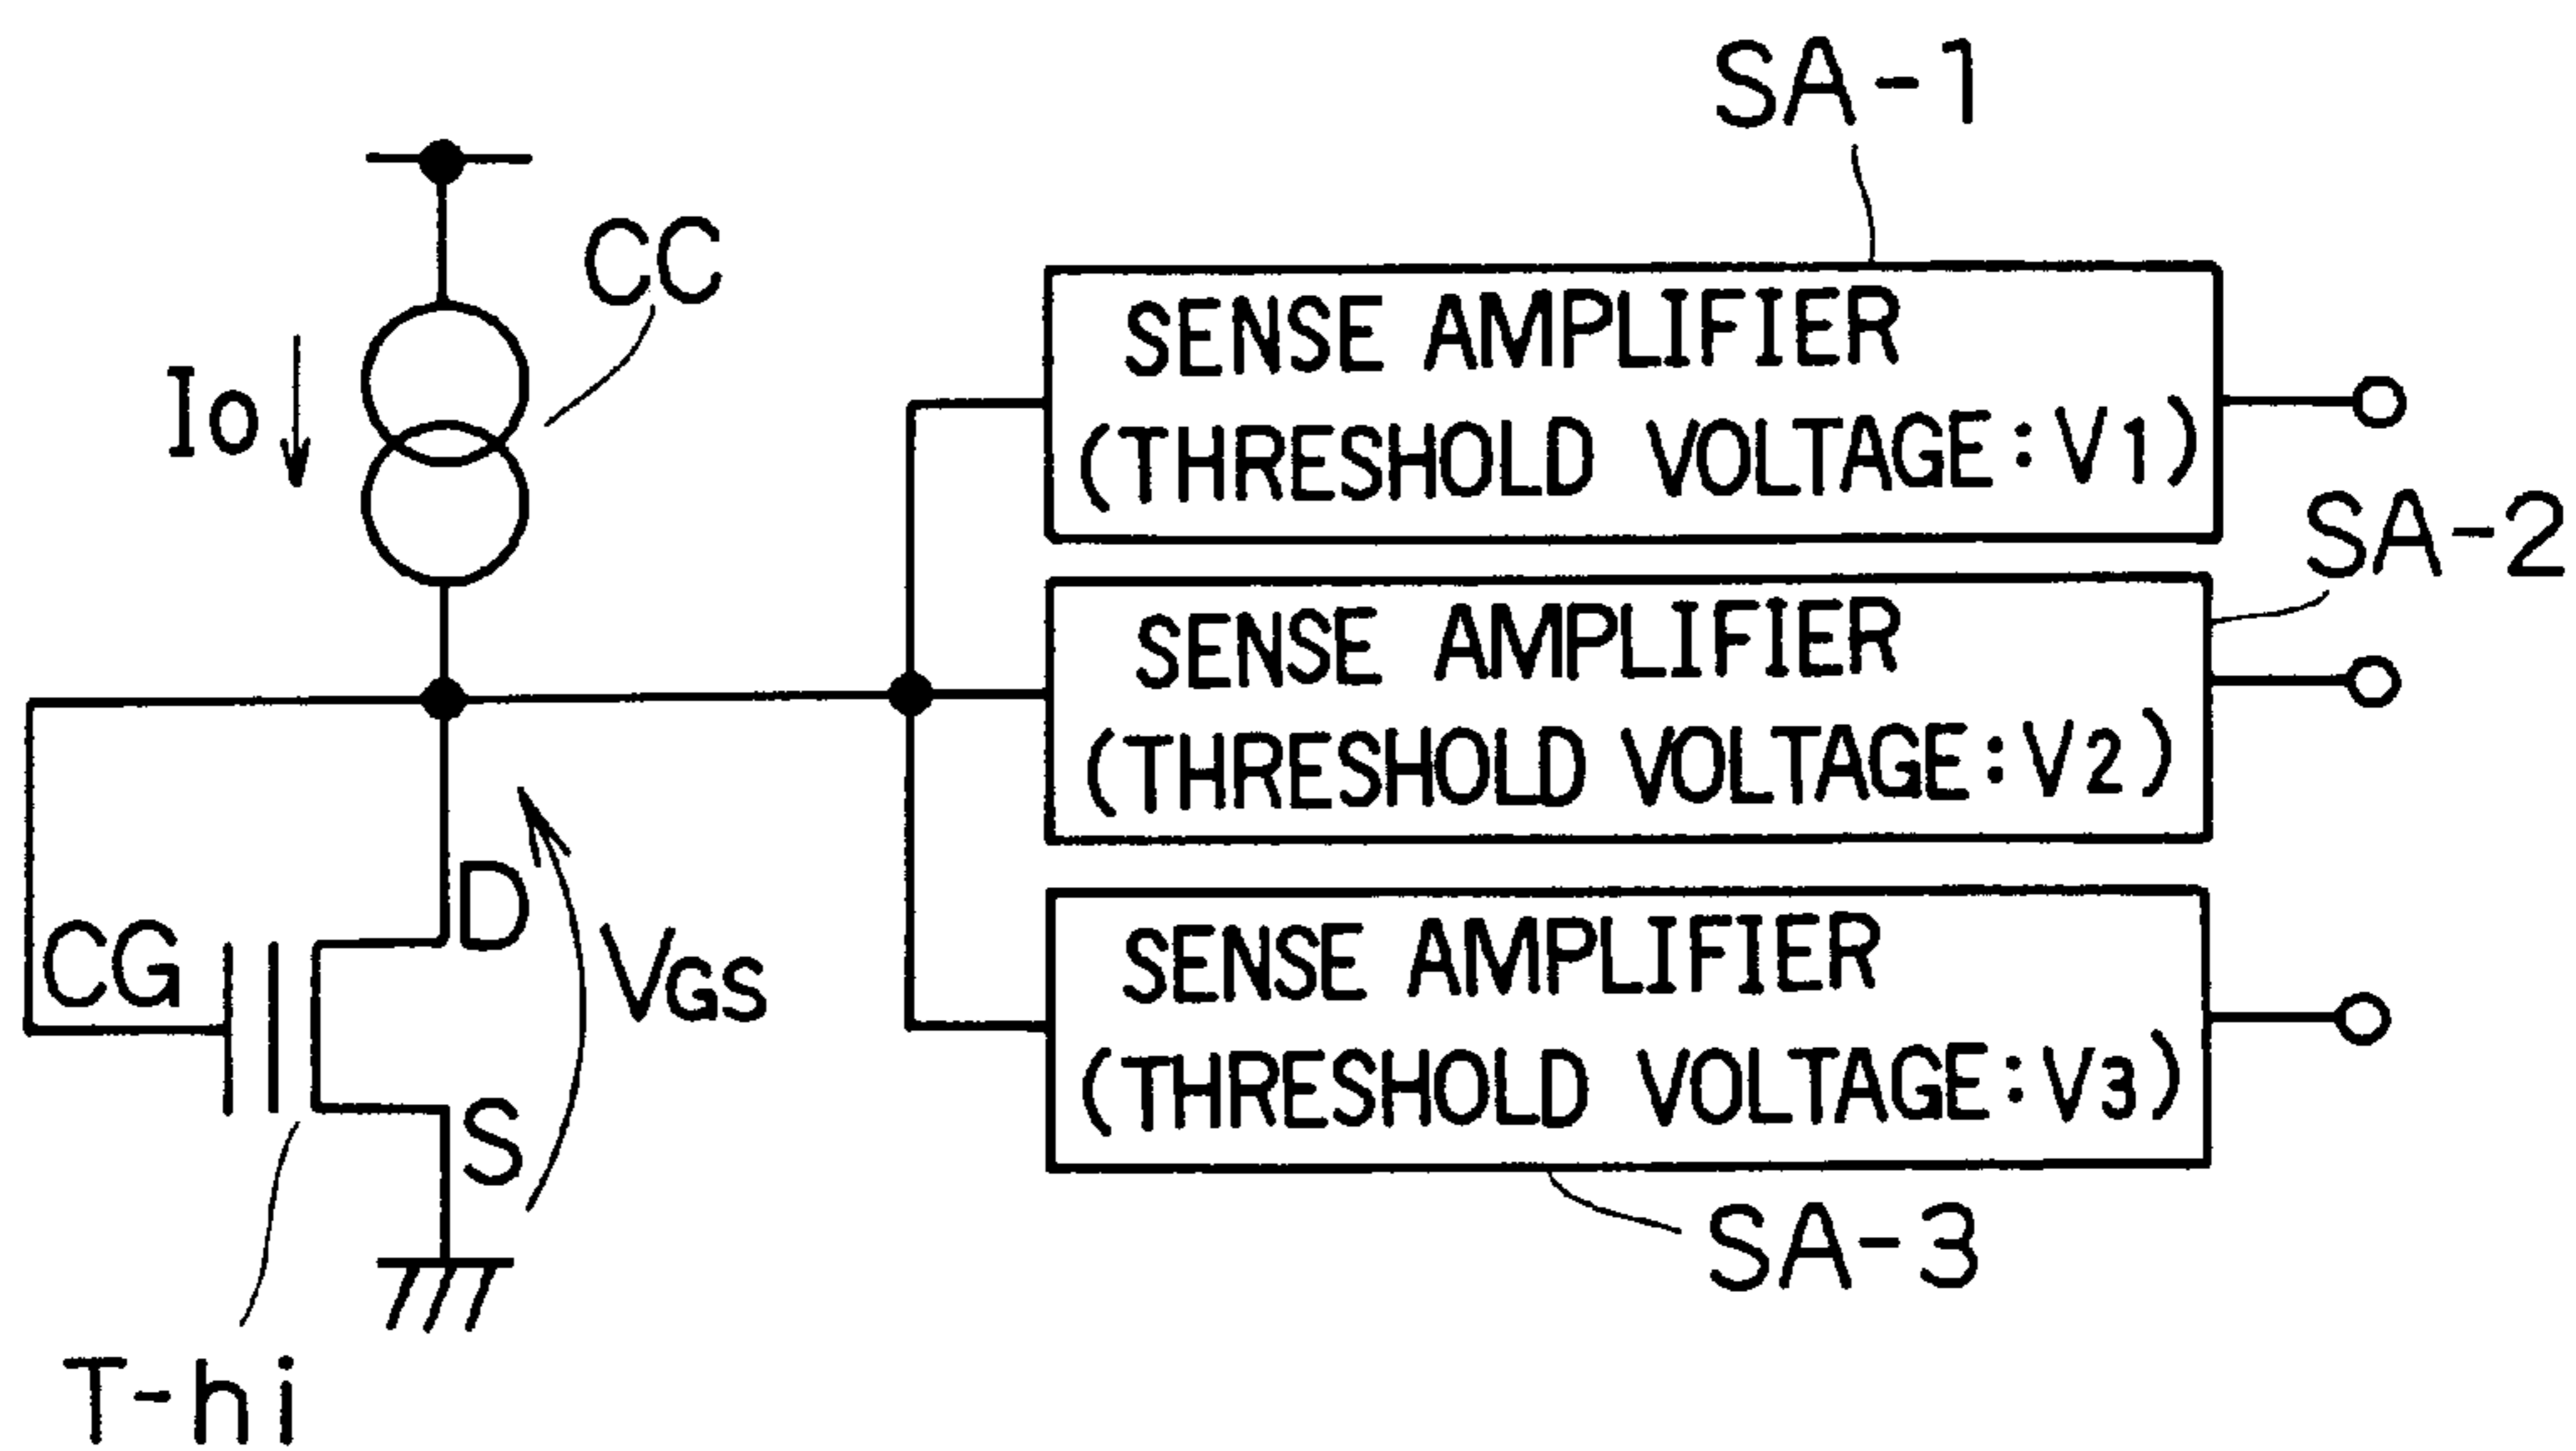 SA-1
CC
Io
SENSE AMPLIFIER
(THRESHOLD VOLTAGE:V1)
SA-2
SENSE AMPLIFIER
(THRESHOLD VOLTAGE:V2)
D
CG
VGS
S
SENSE AMPLIFIER
(THRESHOLD VOLTAGE:V3)
SA-3
T-hi